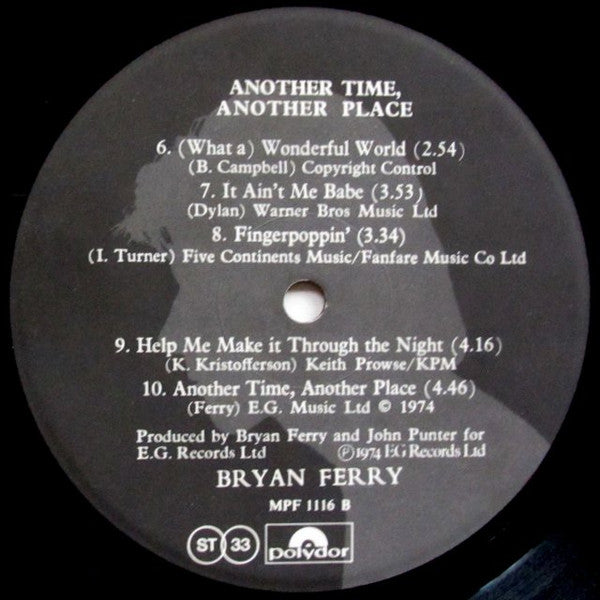 ANOTHER TIME,
ANOTHER PLACE
6. (What a) Wonderful World (2.54)
(B. Campbell) Copyright Control
7. It Ain't Me Babe (3.53)
(Dylan) Warner Bros Music Ltd
8. Fingerpoppin' (3.34)
(I. Turner) Five Continents Music/Fanfare Music Co Ltd
9. Help Me Make it Through the Night (4.16)
(K. Kristofferson) Keith Prowse/KPM
10. Another Time, Another Place (4.46)
(Ferry) E.G. Music Ltd © 1974
Produced by Bryan Ferry and John Punter for
E.G. Records Ltd ℗1974 EG Records Ltd
BRYAN FERRY
MPF 1116 B
ST 33 polydor